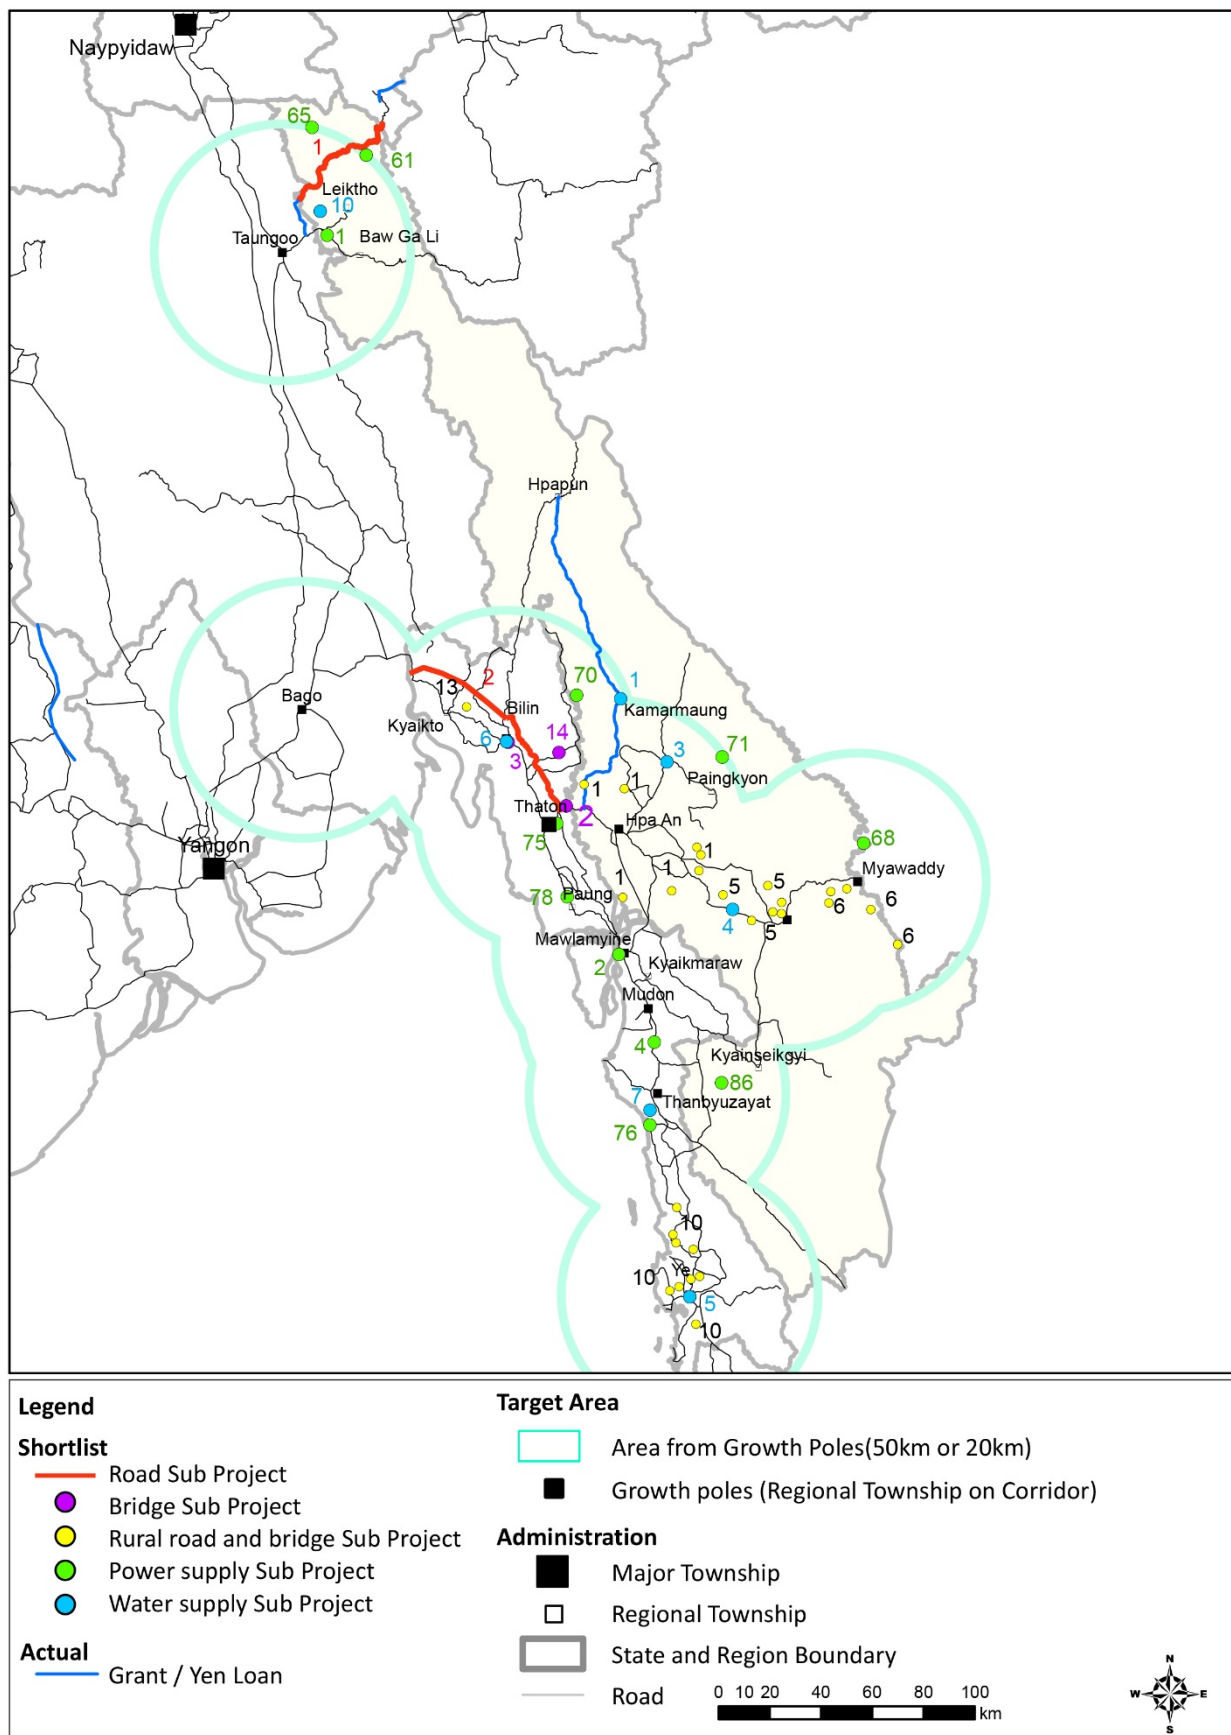 Naypyidaw
65
1
61
Leiktho
10
Taungoo
1
Baw Ga Li
Hpapun
70
1
2
13
Bago
Bilin
Kamarmaung
Kyaikto
6
14
3
71
3
Paingkyon
1
1
Thaton
2
Hpa An
75
68
Yangon
1
Myawaddy
1
5
5
1
78
Paung
4
5
6
6
6
Mawlamyine
2
Kyaikmaraw
Mudon
4
Kyainseikgyi
86
7
Thanbyuzayat
76
10
Ye
10
5
10
Legend
Shortlist
Road Sub Project
Bridge Sub Project
Rural road and bridge Sub Project
Power supply Sub Project
Water supply Sub Project
Actual
Grant / Yen Loan
Target Area
Area from Growth Poles(50km or 20km)
Growth poles (Regional Township on Corridor)
Administration
Major Township
Regional Township
State and Region Boundary
Road
0 10 20 40 60 80 100
km
N
W E
S